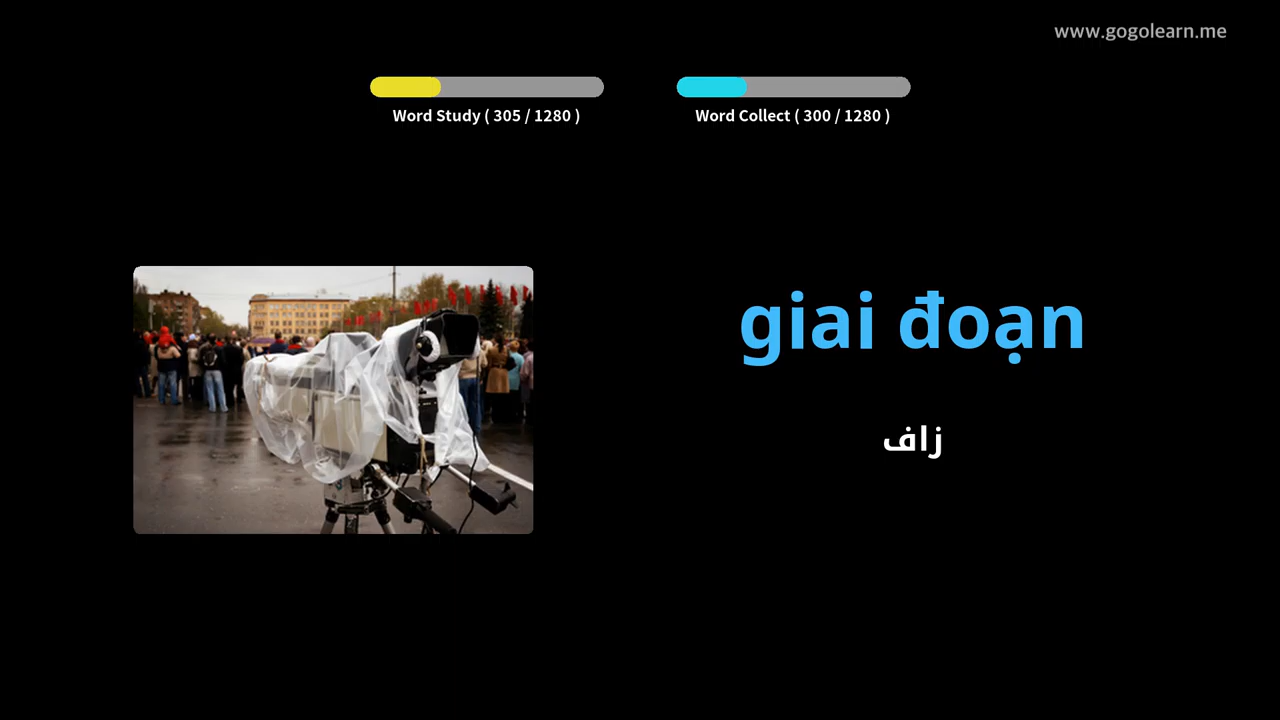 www.gogolearn.me
Word Study ( 305 / 1280 )
Word Collect ( 300 / 1280 )
giai đoạn
زاف